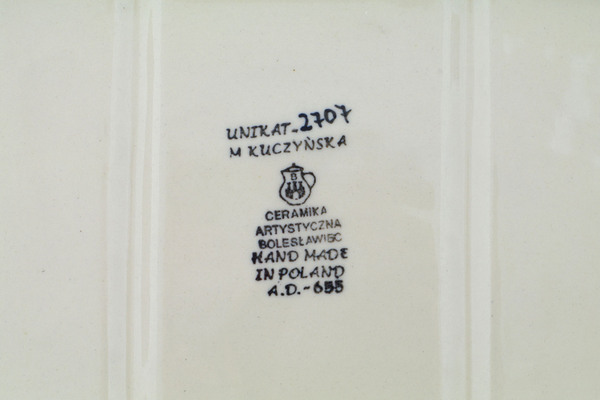 UNIKAT-2707
M KUCZYŃSKA
B
CERAMIKA
ARTYSTYCZNA
BOLESŁAWIEC
HAND MADE
IN POLAND
A.D.-655